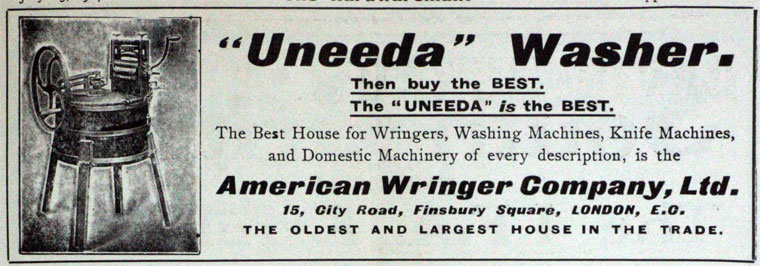 "Uneeda" Washer.
Then buy the BEST.
The "UNEEDA" is the BEST.
The Best House for Wringers, Washing Machines, Knife Machines,
and Domestic Machinery of every description, is the
American Wringer Company, Ltd.
15, City Road, Finsbury Square, LONDON, E.C.
THE OLDEST AND LARGEST HOUSE IN THE TRADE.